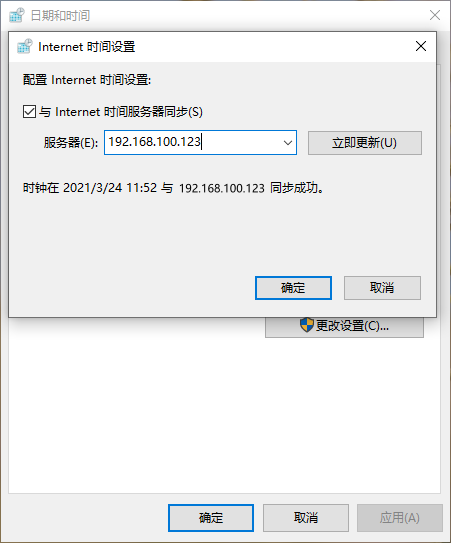 日期和时间
Internet 时间设置
配置 Internet 时间设置:
与 Internet 时间服务器同步(S)
服务器(E): 192.168.100.123 立即更新(U)
时钟在 2021/3/24 11:52 与 192.168.100.123 同步成功。
确定 取消
更改设置(C)...
确定 取消 应用(A)